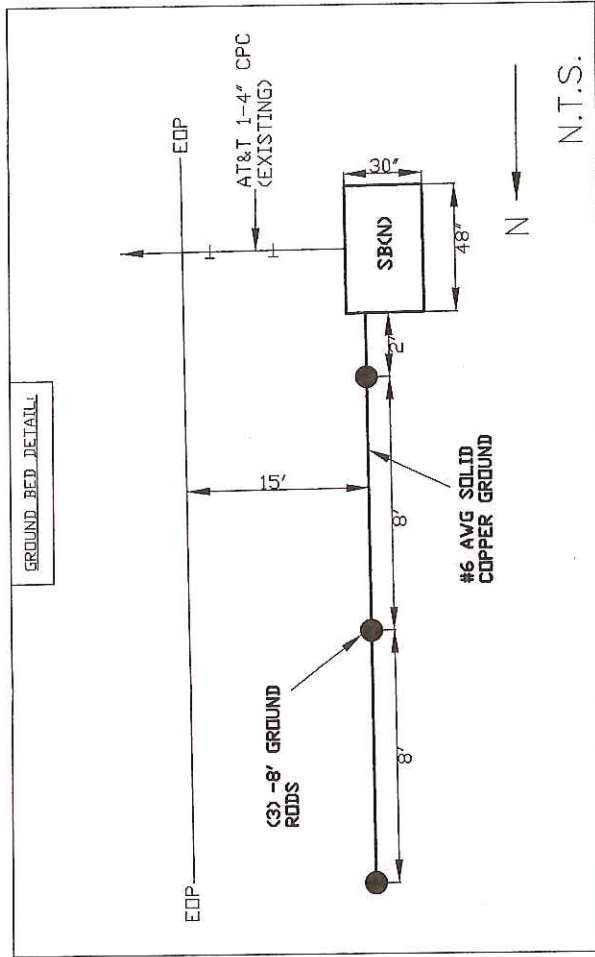 GROUND BED DETAIL:
EOP
EOP
AT&T 1-4" CPC
(EXISTING)
15'
30"
SB(N)
48"
2'
8'
8'
(3) -8' GROUND
RODS
#6 AWG SOLID
COPPER GROUND
N
N.T.S.